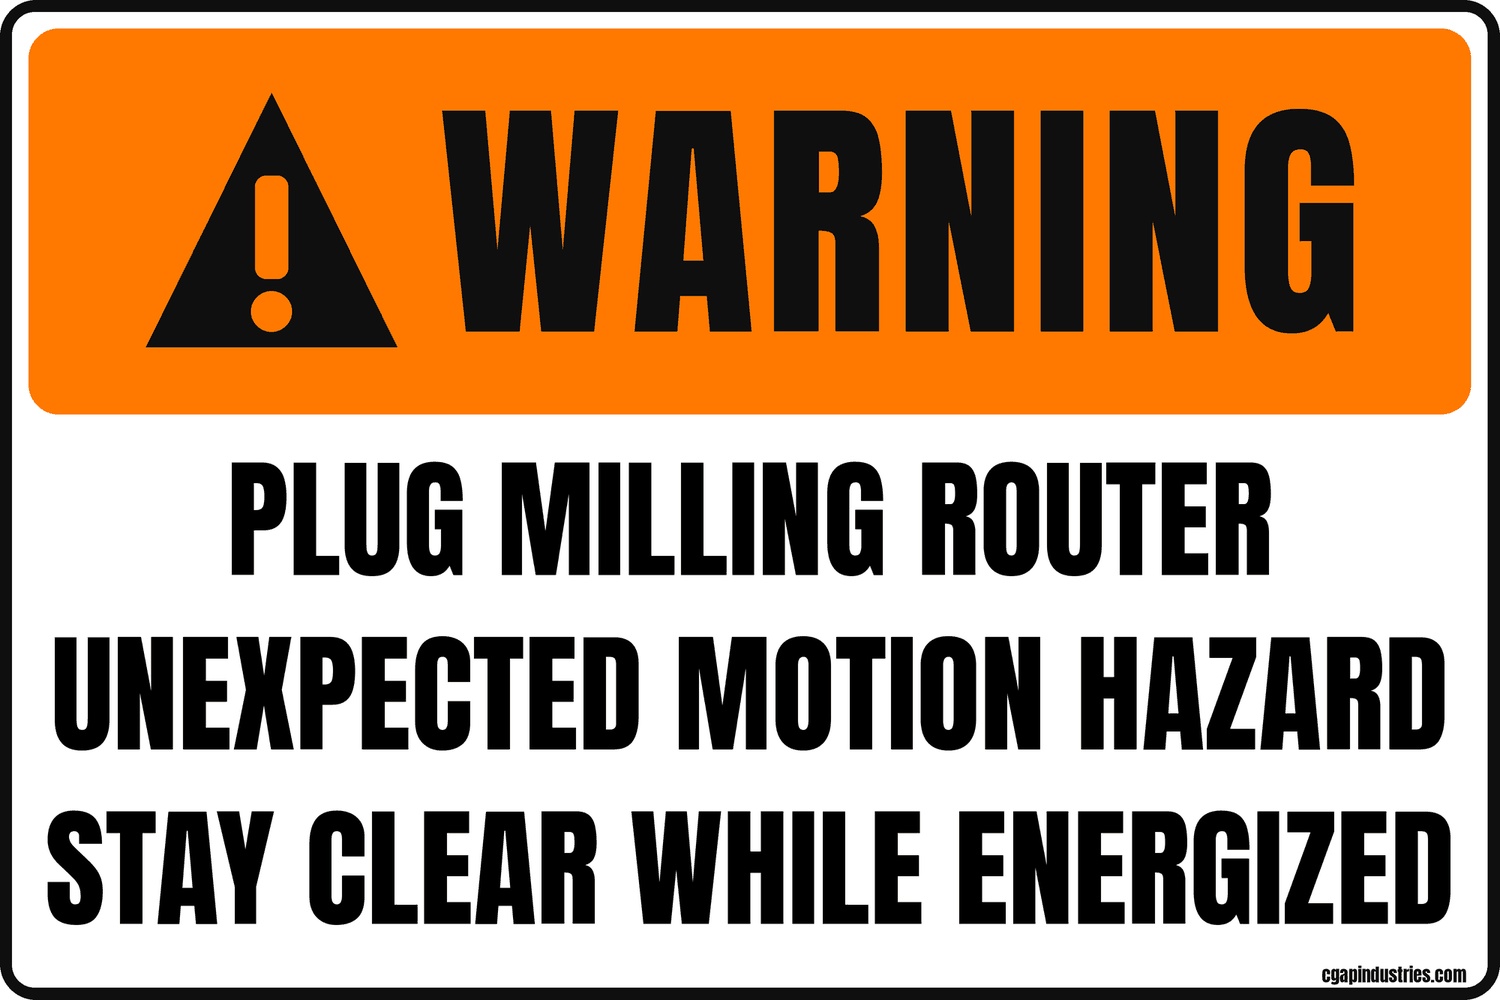 WARNING
PLUG MILLING ROUTER
UNEXPECTED MOTION HAZARD
STAY CLEAR WHILE ENERGIZED
cgapindustries.com